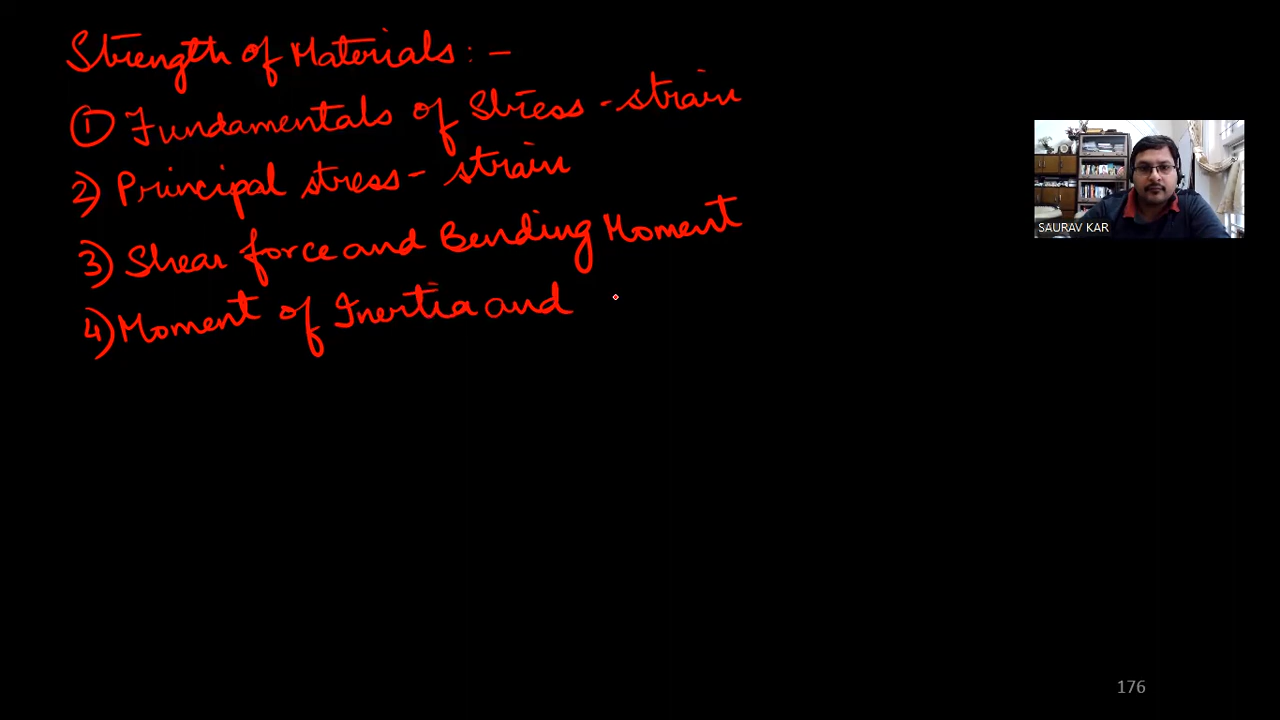 Strength of Materials :-
① Fundamentals of Stress - strain
2) Principal stress - strain
3) Shear force and Bending Moment
4) Moment of Inertia and
SAURAV KAR
176